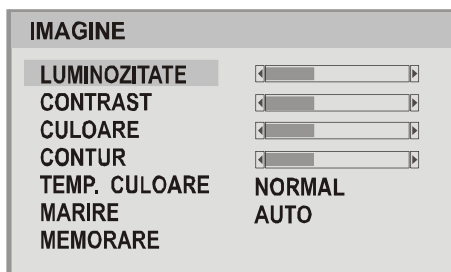 IMAGINE
LUMINOZITATE
CONTRAST
CULOARE
CONTUR
TEMP. CULOARE NORMAL
MARIRE AUTO
MEMORARE